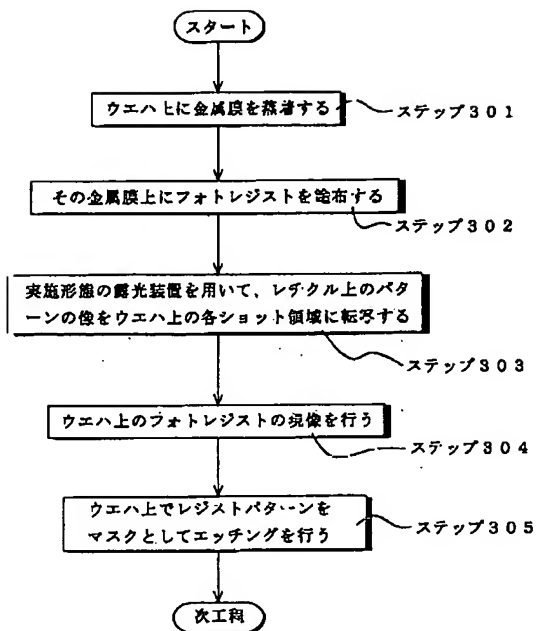 スタート
ウエハ上に金属膜を蒸着する
ステップ301
その金属膜上にフォトレジストを塗布する
ステップ302
実施形態の露光装置を用いて、レチクル上のパタ
ーンの像をウエハ上の各ショット領域に転写する
ステップ303
ウエハ上のフォトレジストの現像を行う
ステップ304
ウエハ上でレジストパターンを
マスクとしてエッチングを行う
ステップ305
次工程